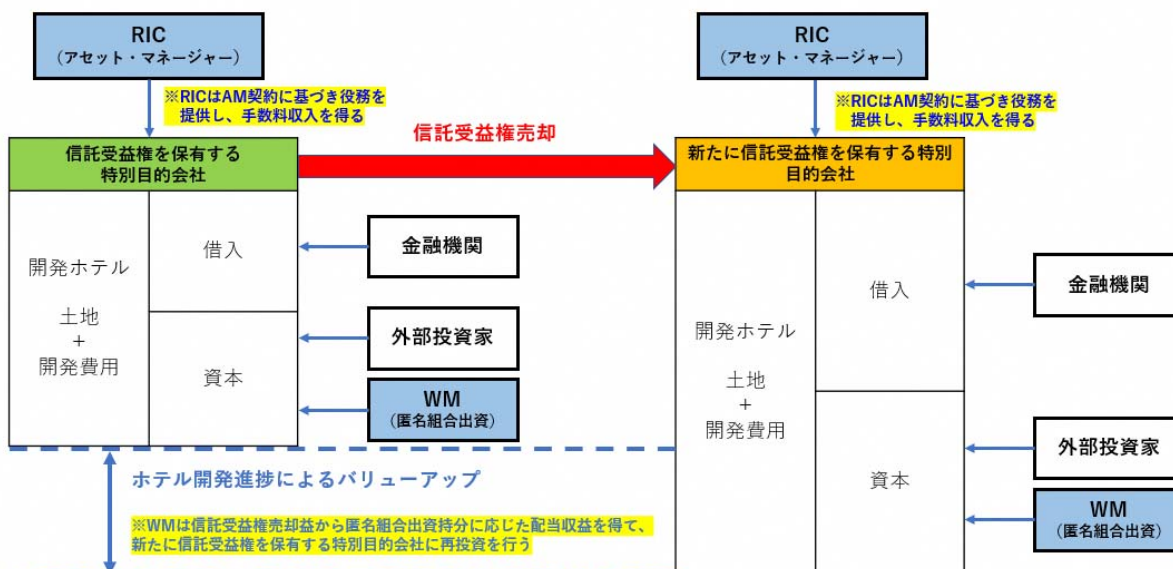 RIC
(アセット・マネージャー)
※RICはAM契約に基づき役務を
提供し、手数料収入を得る
信託受益権を保有する
特別目的会社
開発ホテル
土地
+
開発費用
借入
資本
金融機関
外部投資家
WM
(匿名組合出資)
信託受益権売却
ホテル開発進捗によるバリューアップ
※WMは信託受益権売却益から匿名組合出資持分に応じた配当収益を得て、
新たに信託受益権を保有する特別目的会社に再投資を行う
RIC
(アセット・マネージャー)
※RICはAM契約に基づき役務を
提供し、手数料収入を得る
新たに信託受益権を保有する特別
目的会社
開発ホテル
土地
+
開発費用
借入
資本
金融機関
外部投資家
WM
(匿名組合出資)